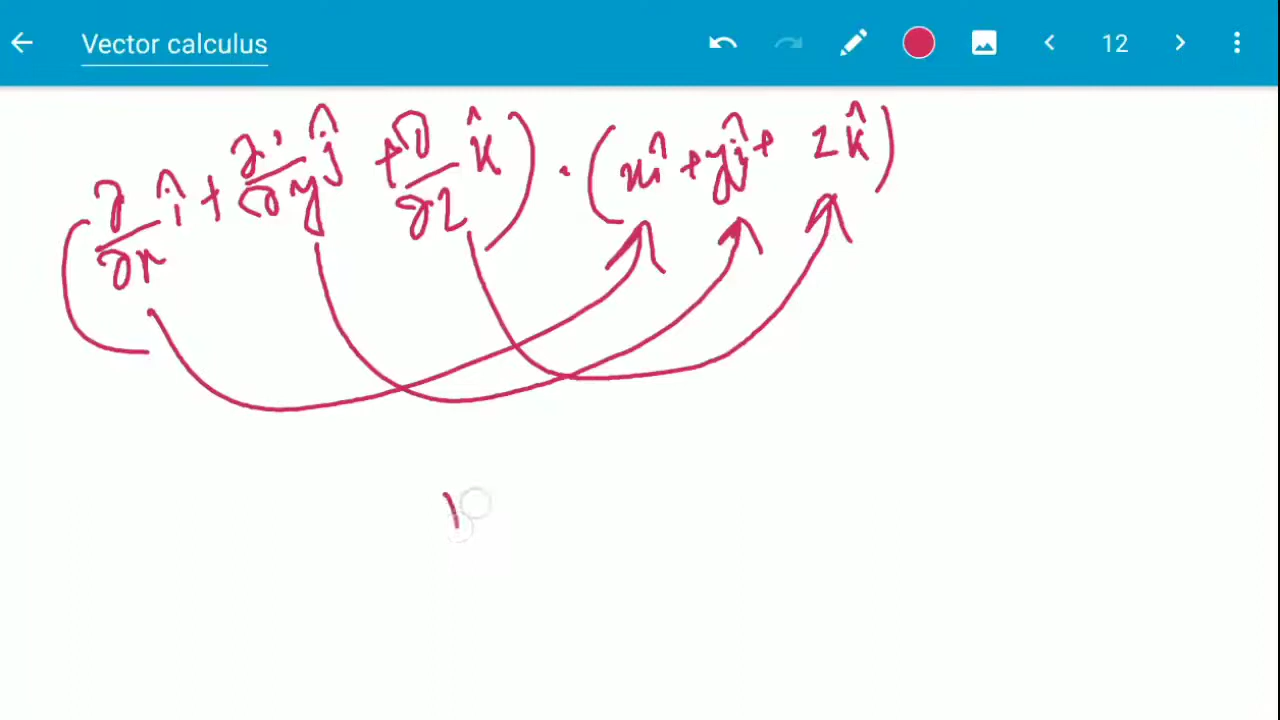 Vector calculus 12
(∂/∂x î + ∂/∂y ĵ + ∂/∂z k̂) · (xî + yĵ + zk̂)